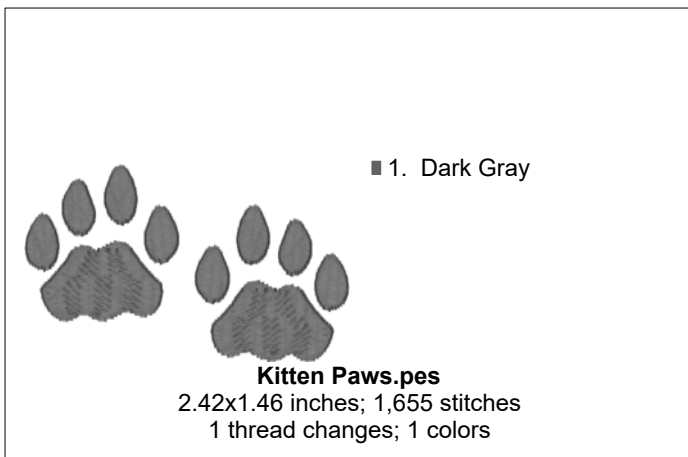 1. Dark Gray
Kitten Paws.pes
2.42x1.46 inches; 1,655 stitches
1 thread changes; 1 colors